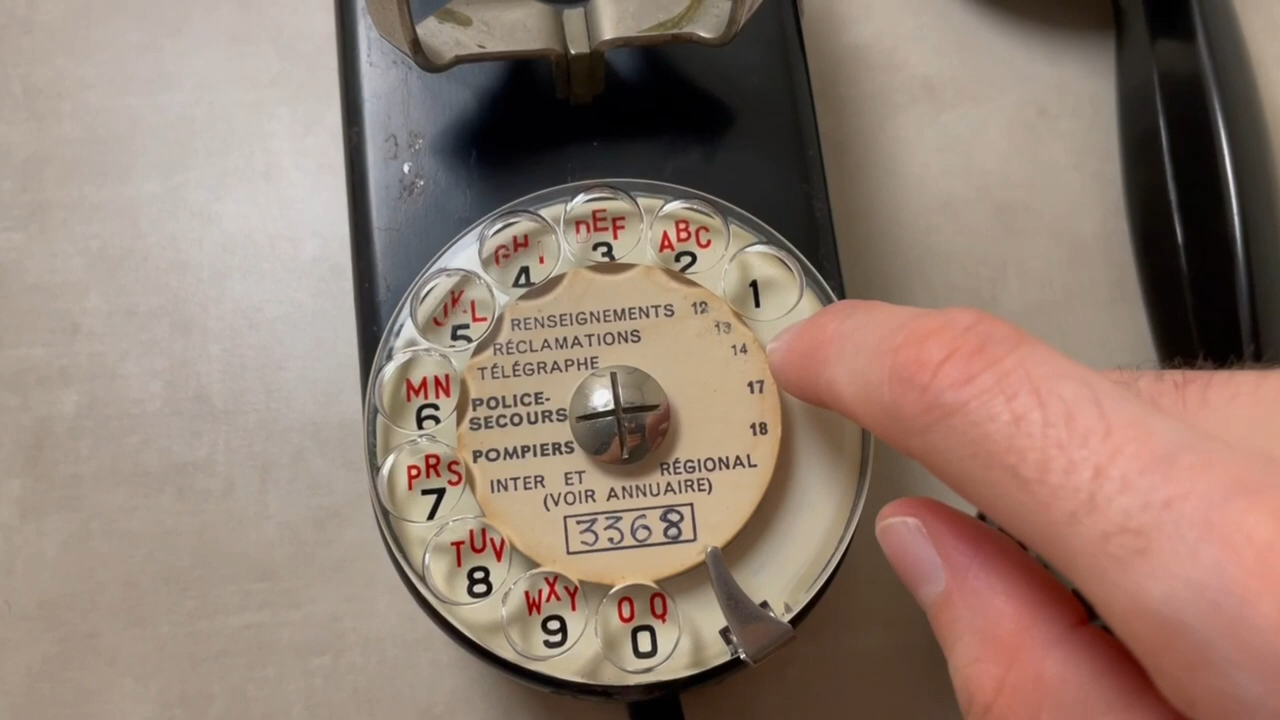 GHI DEF ABC
4 3 2
JKL 1
5
MN
6
PRS
7
TUV
8
WXY
9
OQ
0
RENSEIGNEMENTS 12
RÉCLAMATIONS 13
TÉLÉGRAPHE 14
POLICE- 17
SECOURS
POMPIERS 18
INTER ET RÉGIONAL
(VOIR ANNUAIRE)
3368